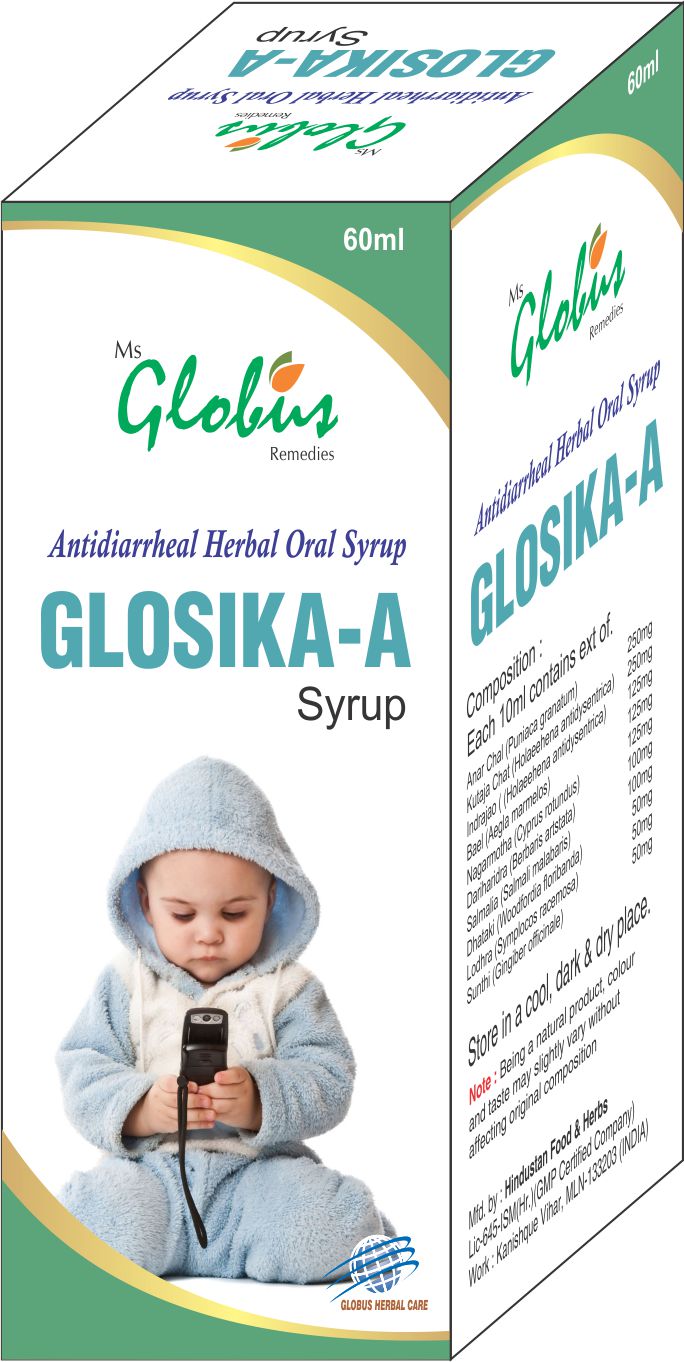 GLOSIKA-A
Syrup
Antidiarrheal Herbal Oral Syrup
Ms
Globus
Remedies
60ml
60ml
Ms
Globus
Remedies
Antidiarrheal Herbal Oral Syrup
GLOSIKA-A
Syrup
GLOBUS HERBAL CARE
Ms
Globus
Remedies
Antidiarrheal Herbal Oral Syrup
GLOSIKA-A
Composition :
Each 10ml contains ext of.
Anar Chal (Puniaca granatum) 250mg
Kutaja Chat (Holaeehena antidysentrica) 250mg
Indrajao ( (Holaeehena antidysentrica) 125mg
Bael (Aegla marmelos) 125mg
Nagarmotha (Cyprus rotundus) 125mg
Dariharidra (Berbaris artstata) 100mg
Salmalia (Salmali malabaris) 100mg
Dhataki (Woodfordia floribanda) 50mg
Lodhra (Symplocos racemosa) 50mg
Sunthi (Gingiber officinale) 50mg
Store in a cool, dark & dry place.
Note : Being a natural product, colour
and taste may slightly vary without
affecting original composition
Mfd. by : Hindustan Food & Herbs
Lic-645-ISM(Hr.)(GMP Certified Company)
Work : Kanishque Vihar, MLN-133203 (INDIA)